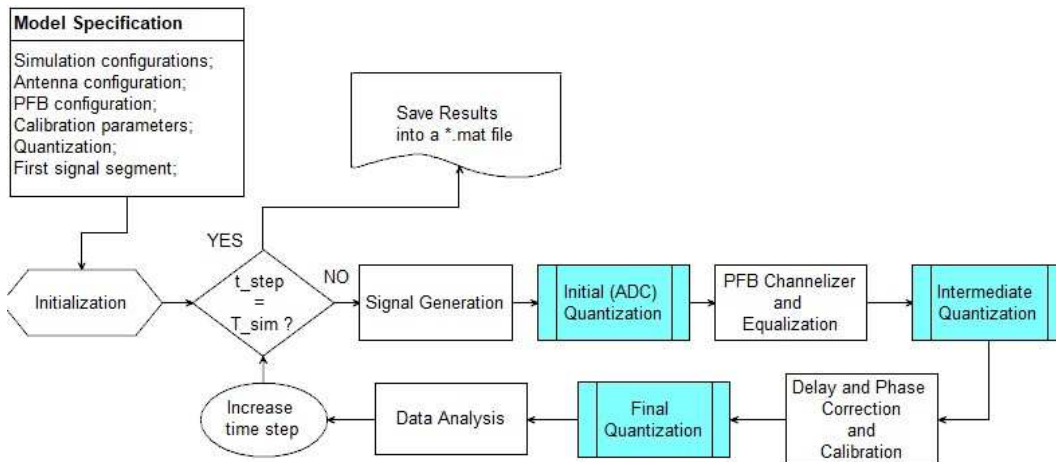 Model Specification
Simulation configurations;
Antenna configuration;
PFB configuration;
Calibration parameters;
Quantization;
First signal segment;
Save Results
into a *.mat file
YES
Initialization
t_step
=
T_sim ?
NO
Signal Generation
Initial (ADC)
Quantization
PFB Channelizer
and
Equalization
Intermediate
Quantization
Delay and Phase
Correction
and
Calibration
Final
Quantization
Data Analysis
Increase
time step